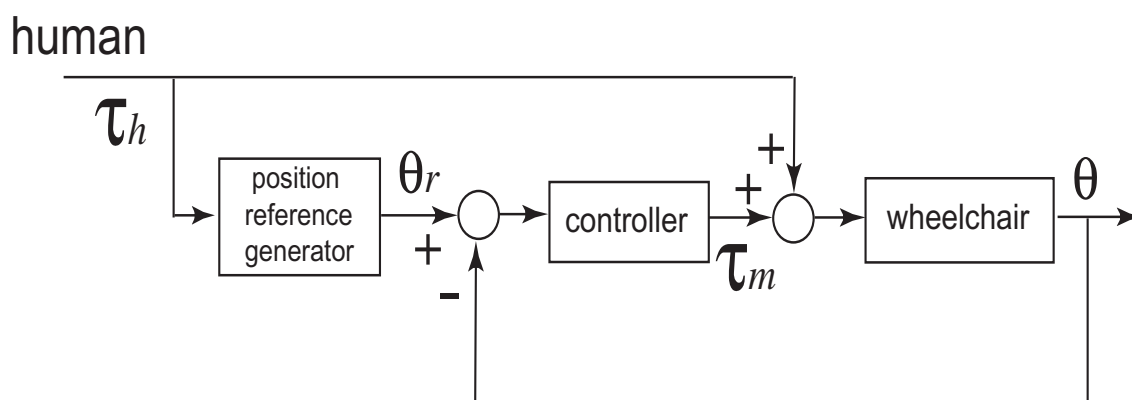 human
τh
position
reference
generator
θr
+
-
controller
+
τm
+
wheelchair
θ